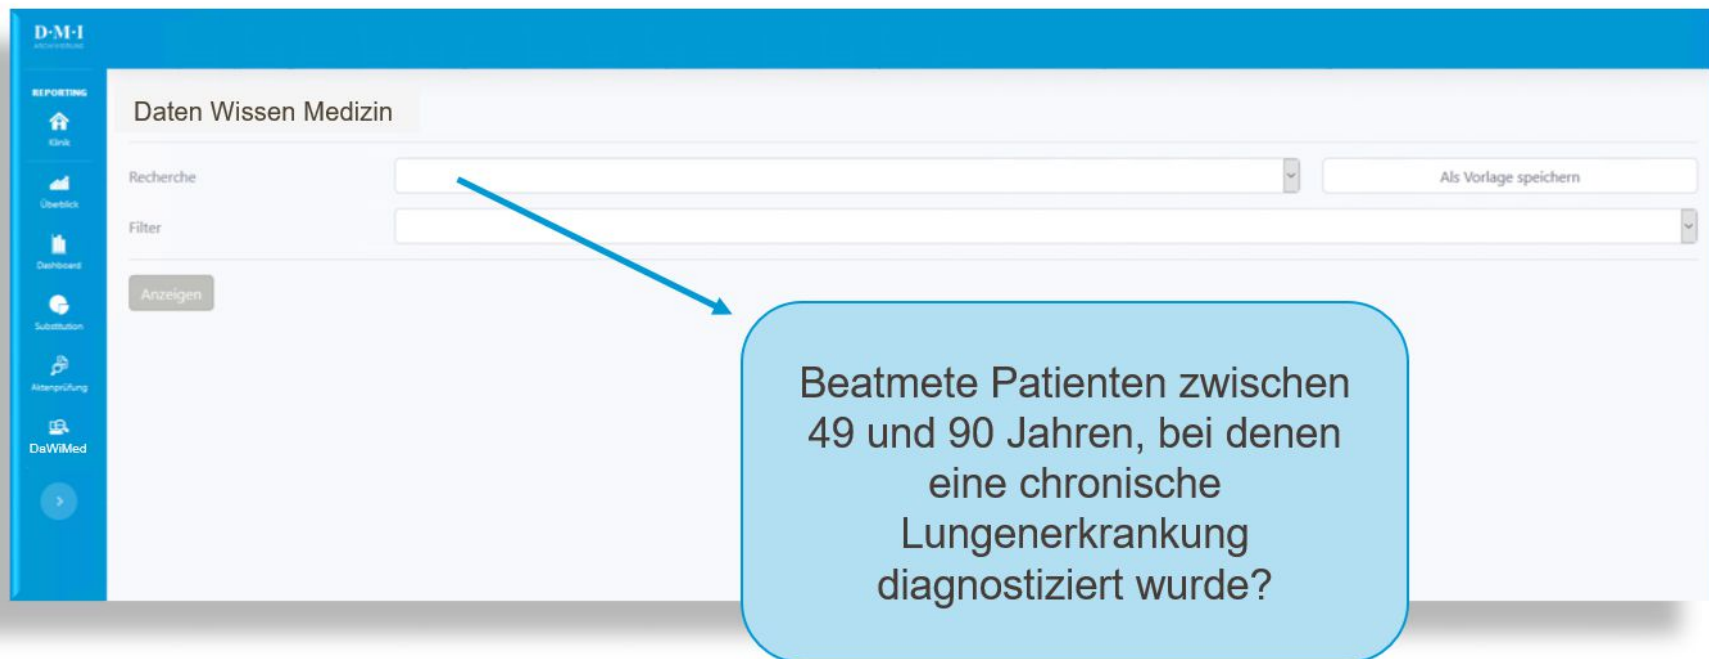 D·M·I
ARCHIVIERUNG
REPORTING
Klinik
Überblick
Dashboard
Substitution
Aktenprüfung
DaWiMed
Daten Wissen Medizin
Recherche
Als Vorlage speichern
Filter
Anzeigen
Beatmete Patienten zwischen
49 und 90 Jahren, bei denen
eine chronische
Lungenerkrankung
diagnostiziert wurde?